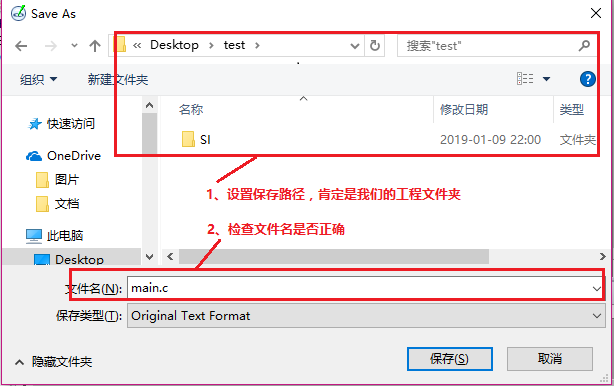 Save As
« Desktop › test ›
搜索"test"
组织
新建文件夹
名称
修改日期
类型
快速访问
SI
2019-01-09 22:00
文件夹
OneDrive
图片
文档
1、设置保存路径，肯定是我们的工程文件夹
2、检查文件名是否正确
此电脑
Desktop
文件名(N):
main.c
保存类型(T):
Original Text Format
隐藏文件夹
保存(S)
取消